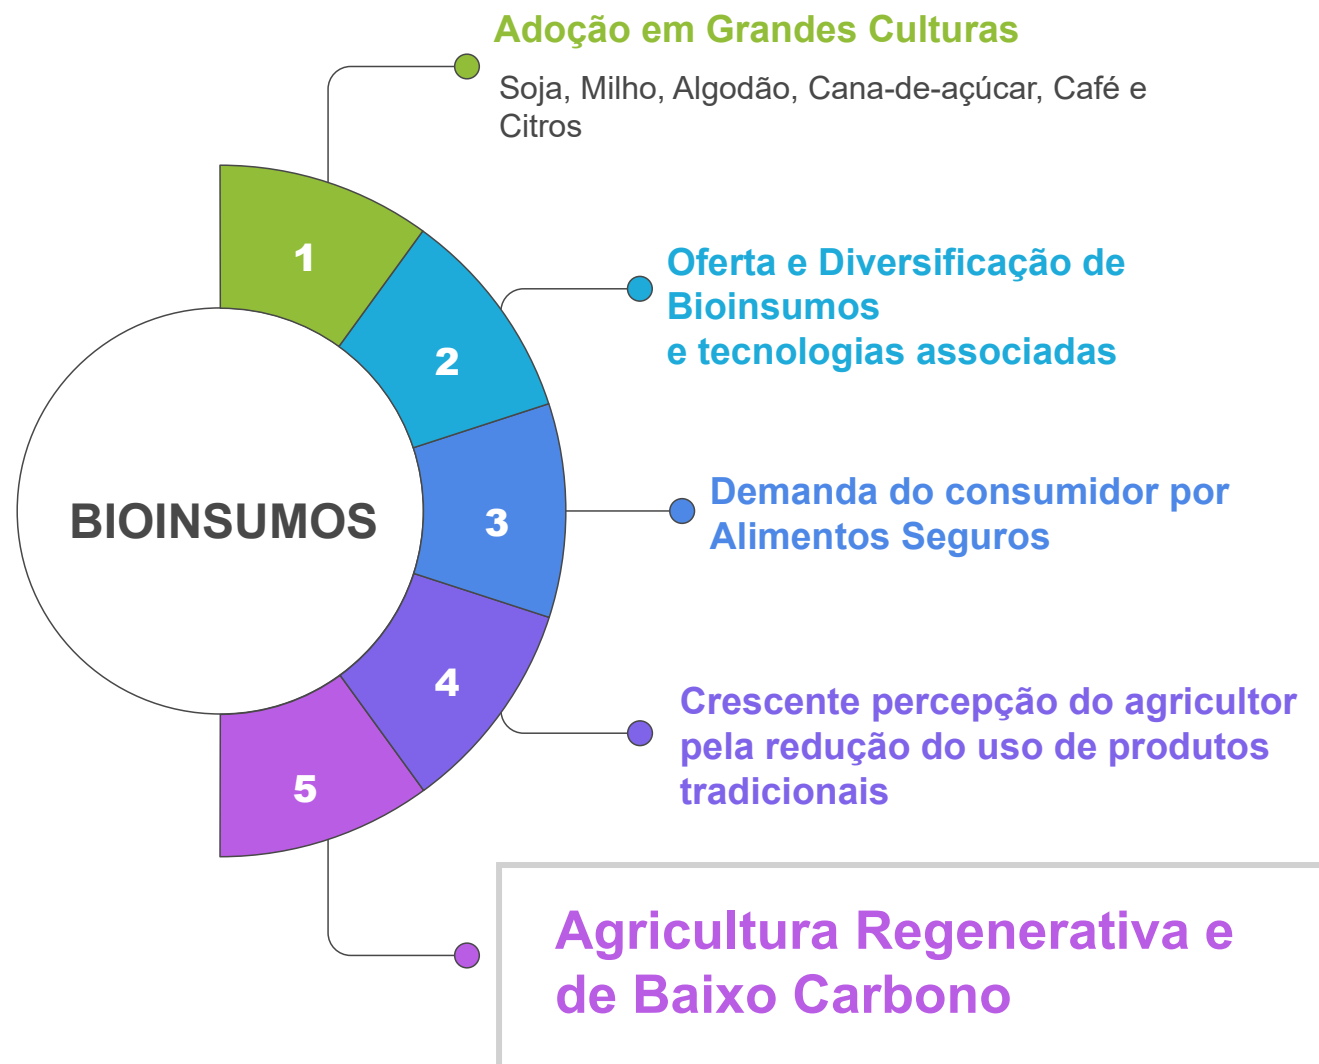 Adoção em Grandes Culturas
Soja, Milho, Algodão, Cana-de-açúcar, Café e
Citros
1
Oferta e Diversificação de
Bioinsumos
e tecnologias associadas
2
BIOINSUMOS
3
Demanda do consumidor por
Alimentos Seguros
4
Crescente percepção do agricultor
pela redução do uso de produtos
tradicionais
5
Agricultura Regenerativa e
de Baixo Carbono